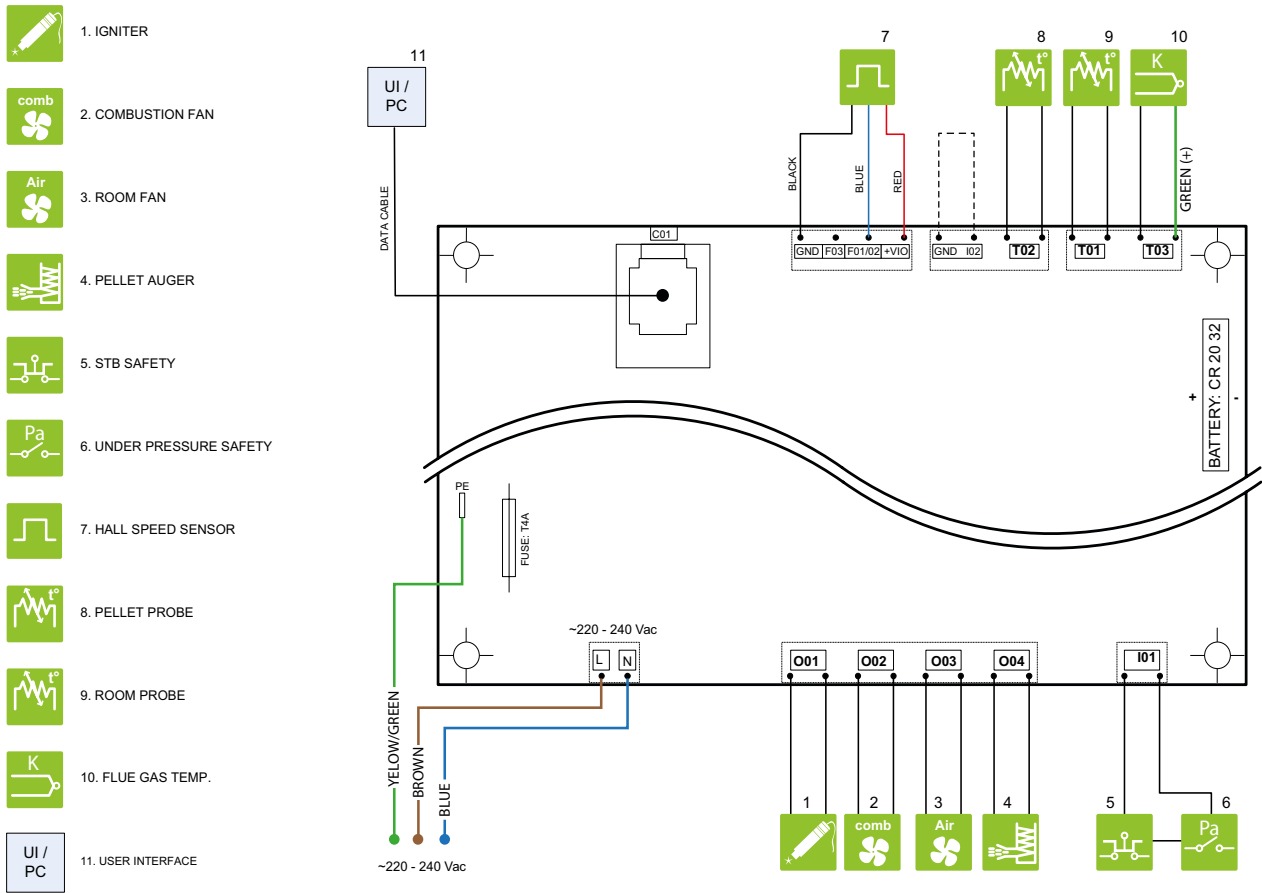 1. IGNITER
comb
2. COMBUSTION FAN
Air
3. ROOM FAN
4. PELLET AUGER
5. STB SAFETY
Pa
6. UNDER PRESSURE SAFETY
7. HALL SPEED SENSOR
t°
8. PELLET PROBE
t°
9. ROOM PROBE
K
10. FLUE GAS TEMP.
UI /
PC
11. USER INTERFACE
11
UI /
PC
DATA CABLE
7
8
t°
9
t°
10
K
BLACK
BLUE
RED
GREEN (+)
C01
GND F03 F01/02 +VIO
GND I02 T02
T01 T03
+ BATTERY: CR 20 32 -
PE
FUSE: T4A
~220 - 240 Vac
L N
O01 O02 O03 O04
I01
YELOW/GREEN
BROWN
BLUE
~220 - 240 Vac
1
2
comb
3
Air
4
5
6
Pa